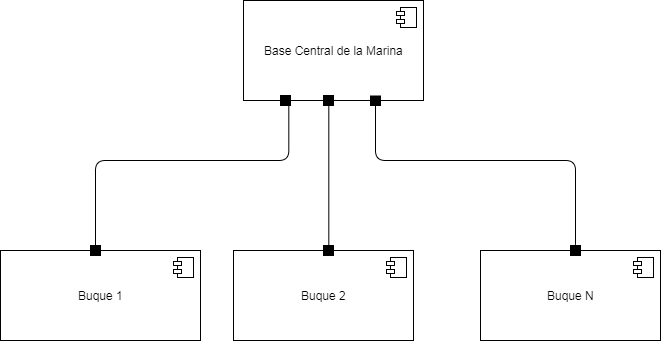 Base Central de la Marina
Buque 1
Buque 2
Buque N